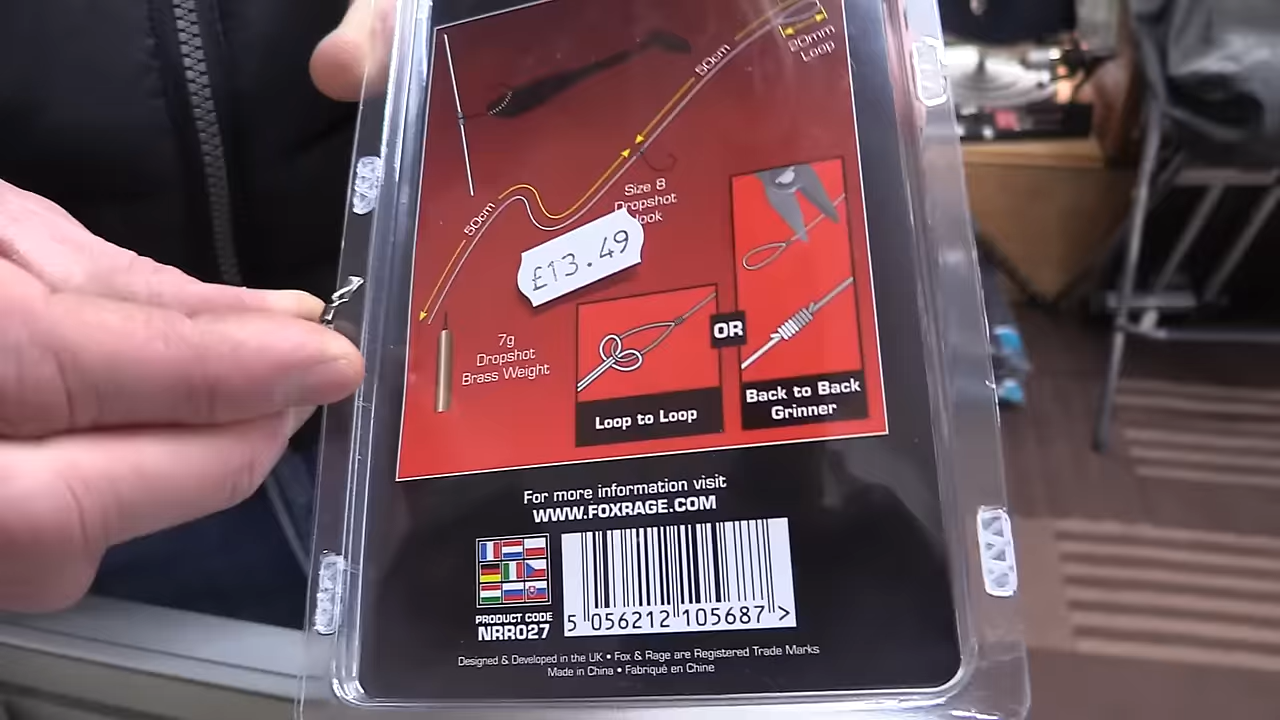 20mm
Loop
50cm
Size 8
Dropshot
Hook
50cm
£13.49
7g
Dropshot
Brass Weight
OR
Loop to Loop
Back to Back
Grinner
For more information visit
WWW.FOXRAGE.COM
PRODUCT CODE
NRR027
5 056212 105687 >
Designed & Developed in the UK • Fox & Rage are Registered Trade Marks
Made in China • Fabriqué en Chine